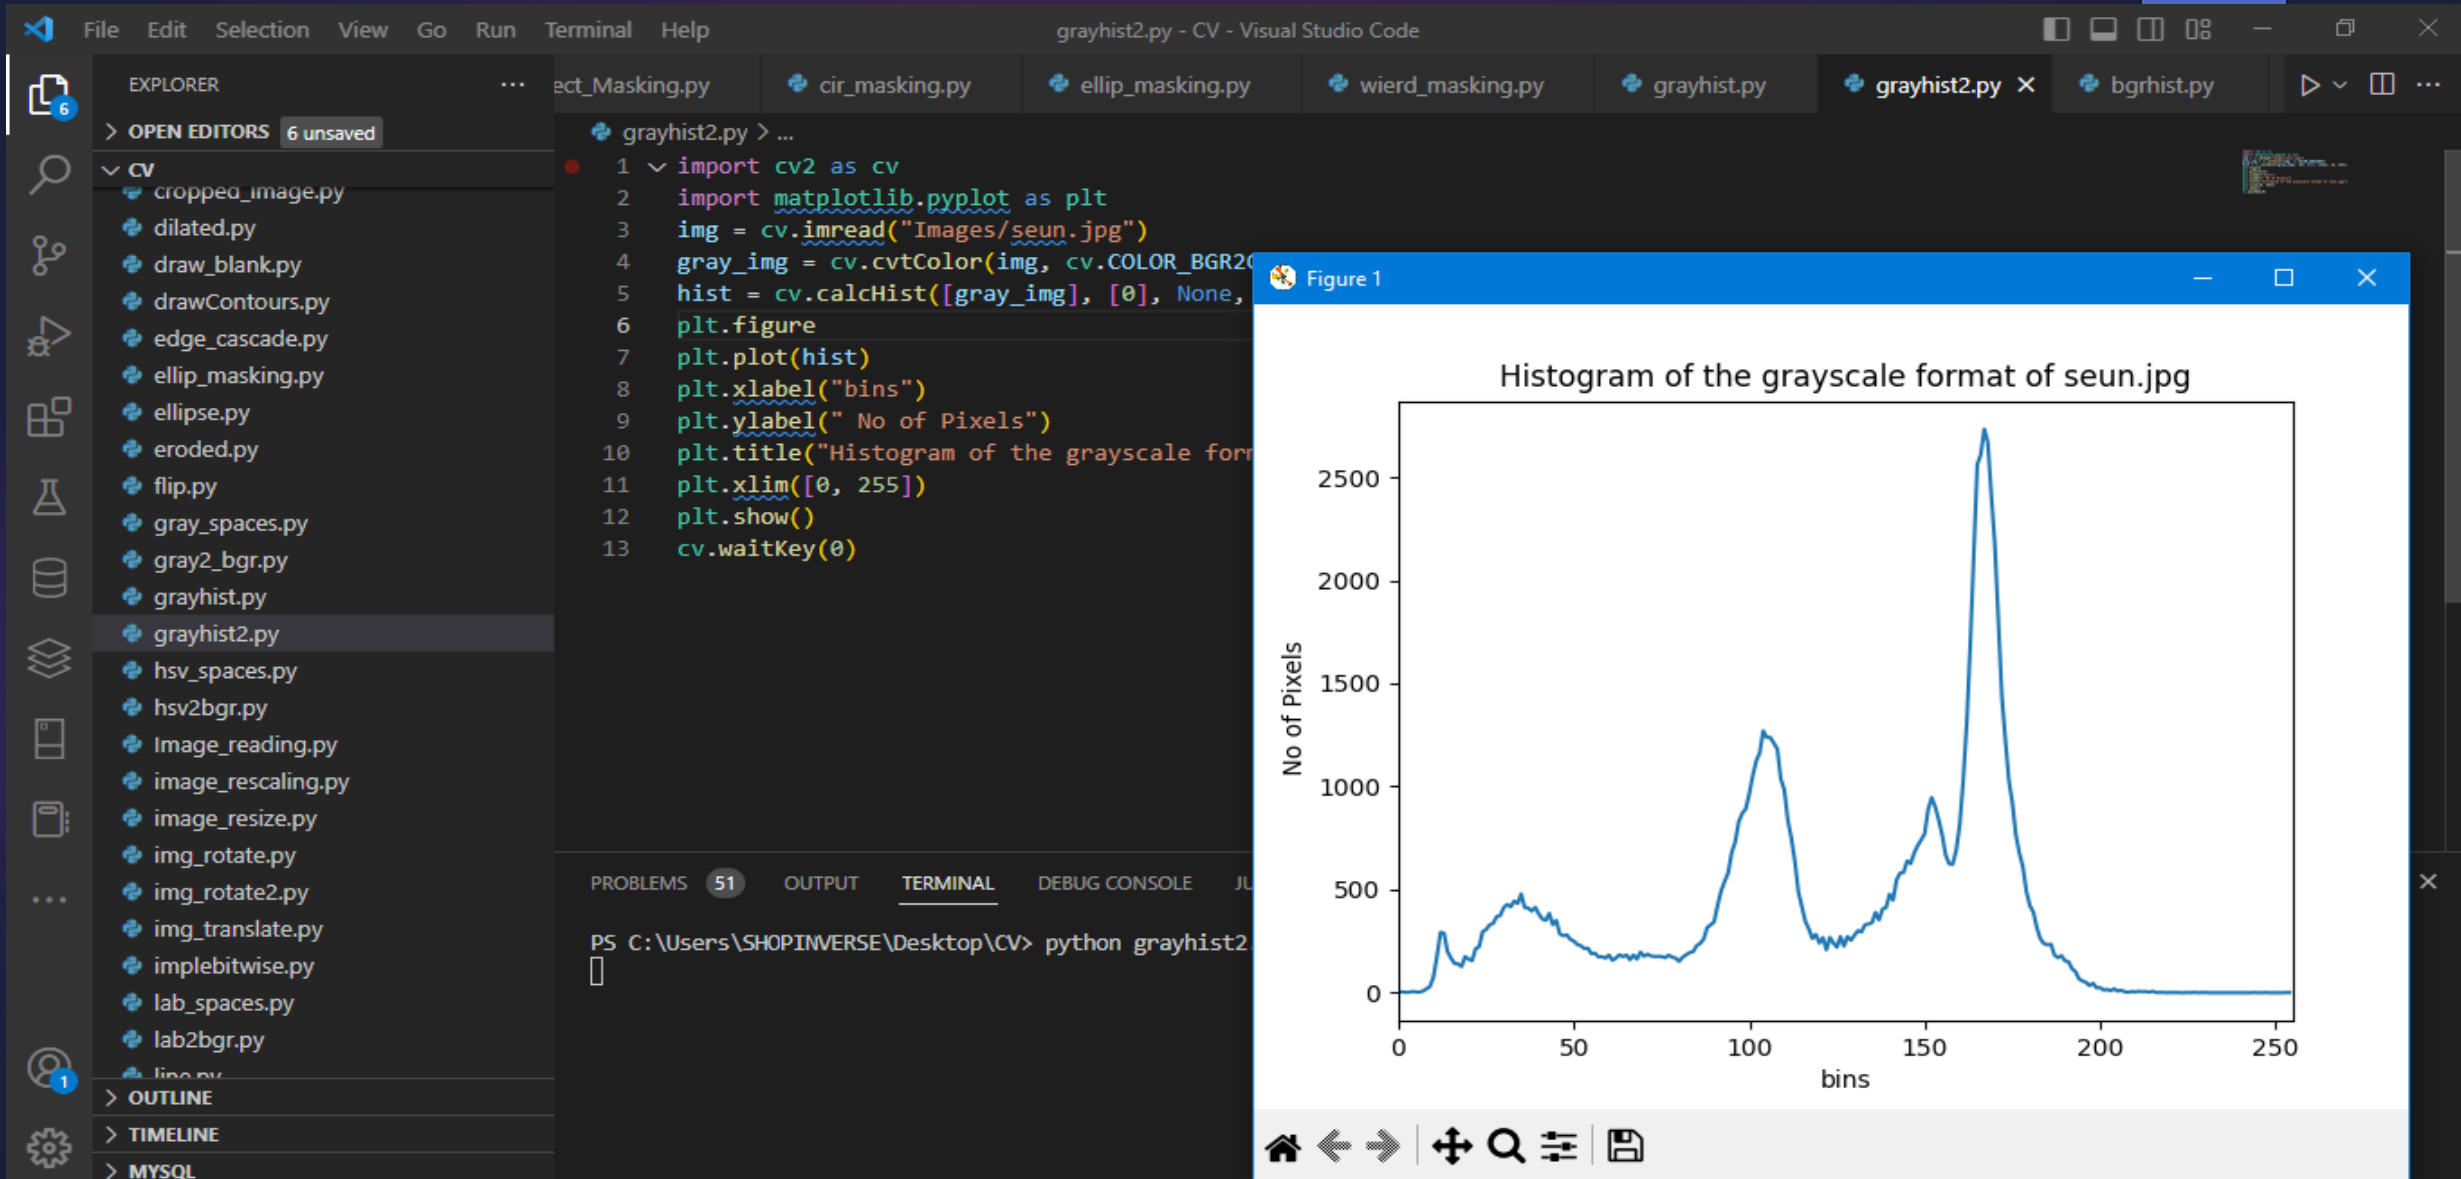 File Edit Selection View Go Run Terminal Help
grayhist2.py - CV - Visual Studio Code
EXPLORER
6
OPEN EDITORS 6 unsaved
CV
cropped_image.py
dilated.py
draw_blank.py
drawContours.py
edge_cascade.py
ellip_masking.py
ellipse.py
eroded.py
flip.py
gray_spaces.py
gray2_bgr.py
grayhist.py
grayhist2.py
hsv_spaces.py
hsv2bgr.py
Image_reading.py
image_rescaling.py
image_resize.py
img_rotate.py
img_rotate2.py
img_translate.py
implebitwise.py
lab_spaces.py
lab2bgr.py
line.py
1
OUTLINE
TIMELINE
MYSQL
ect_Masking.py cir_masking.py ellip_masking.py wierd_masking.py grayhist.py grayhist2.py bgrhist.py
grayhist2.py > ...
1 import cv2 as cv
2 import matplotlib.pyplot as plt
3 img = cv.imread("Images/seun.jpg")
4 gray_img = cv.cvtColor(img, cv.COLOR_BGR2G
5 hist = cv.calcHist([gray_img], [0], None,
6 plt.figure
7 plt.plot(hist)
8 plt.xlabel("bins")
9 plt.ylabel(" No of Pixels")
10 plt.title("Histogram of the grayscale form
11 plt.xlim([0, 255])
12 plt.show()
13 cv.waitKey(0)
PROBLEMS 51 OUTPUT TERMINAL DEBUG CONSOLE JU
PS C:\Users\SHOPINVERSE\Desktop\CV> python grayhist2.
Figure 1
Histogram of the grayscale format of seun.jpg
No of Pixels
2500
2000
1500
1000
500
0
0 50 100 150 200 250
bins